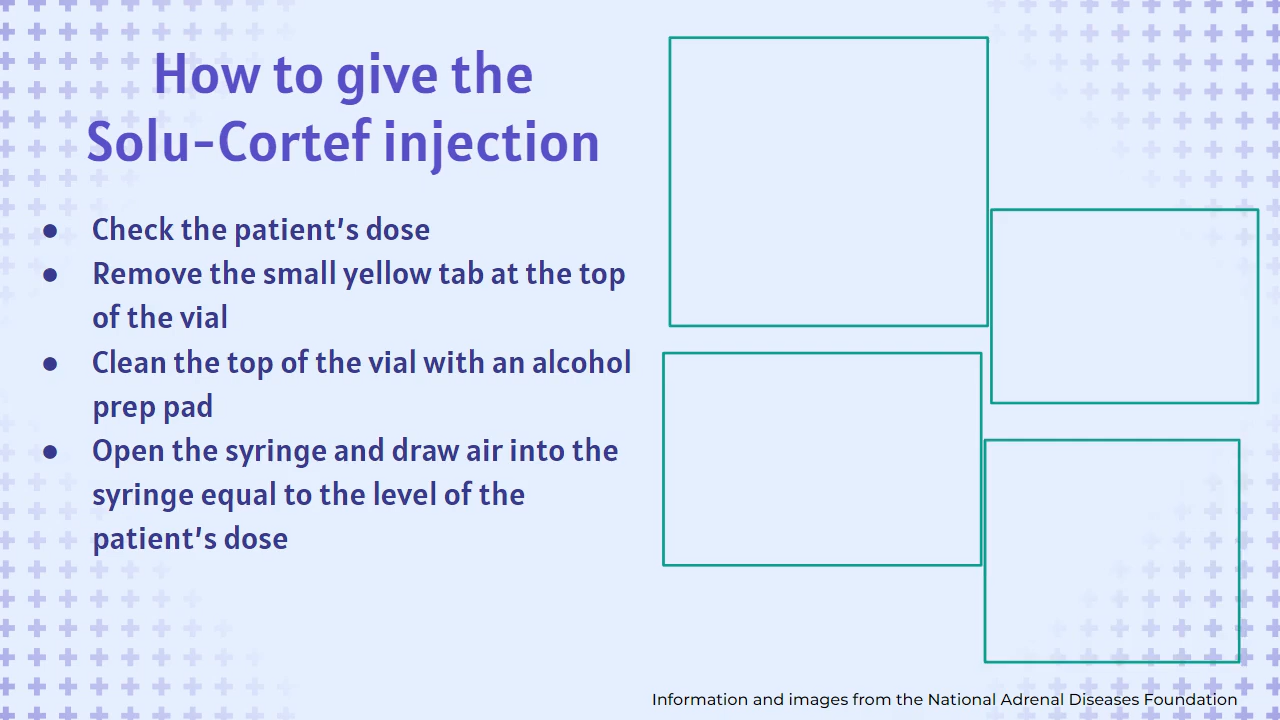 How to give the
Solu-Cortef injection
● Check the patient's dose
● Remove the small yellow tab at the top
of the vial
● Clean the top of the vial with an alcohol
prep pad
● Open the syringe and draw air into the
syringe equal to the level of the
patient's dose
Information and images from the National Adrenal Diseases Foundation